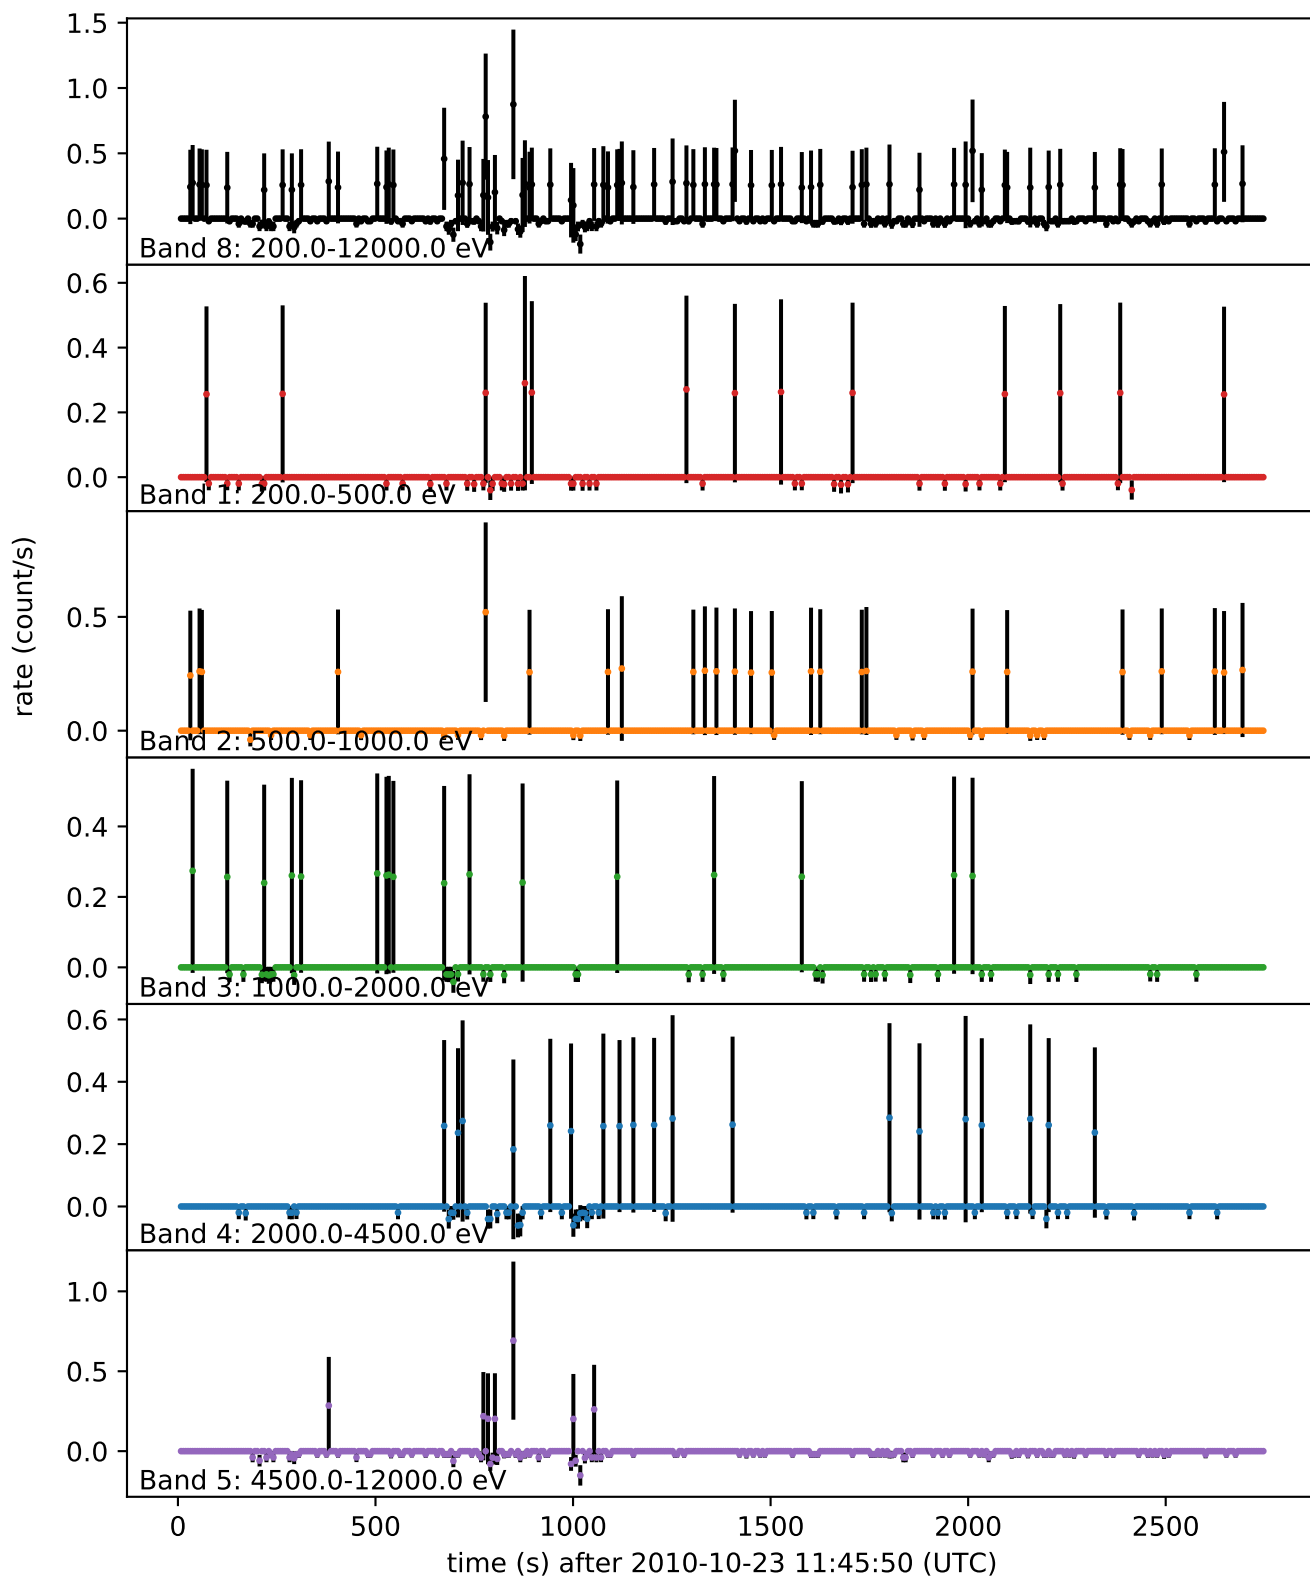 1.5
1.0
0.5
0.0
Band 8: 200.0-12000.0 eV
0.6
0.4
0.2
0.0
Band 1: 200.0-500.0 eV
0.5
0.0
Band 2: 500.0-1000.0 eV
rate (count/s)
0.4
0.2
0.0
Band 3: 1000.0-2000.0 eV
0.6
0.4
0.2
0.0
Band 4: 2000.0-4500.0 eV
1.0
0.5
0.0
Band 5: 4500.0-12000.0 eV
0 500 1000 1500 2000 2500
time (s) after 2010-10-23 11:45:50 (UTC)